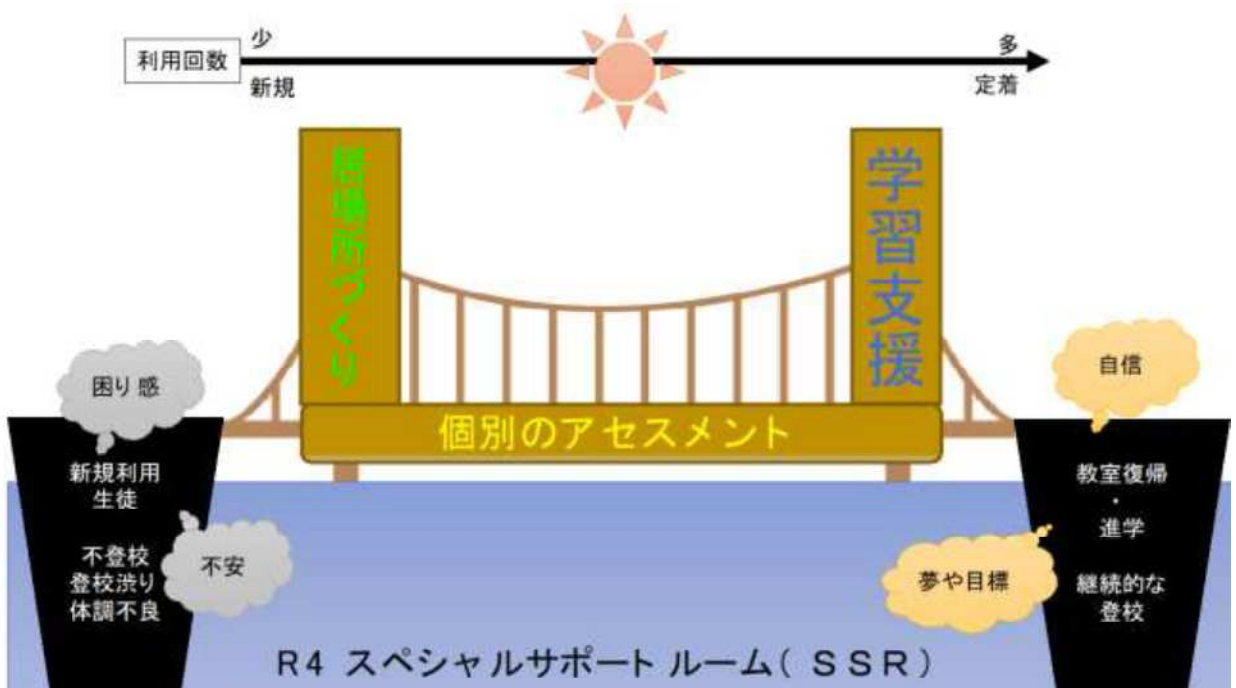 利用回数
少
多
新規
定着
居場所づくり
学習支援
個別のアセスメント
困り感
新規利用
生徒
不安
不登校
登校渋り
体調不良
自信
教室復帰
・
進学
夢や目標
継続的な
登校
R4 スペシャルサポートルーム(SSR)